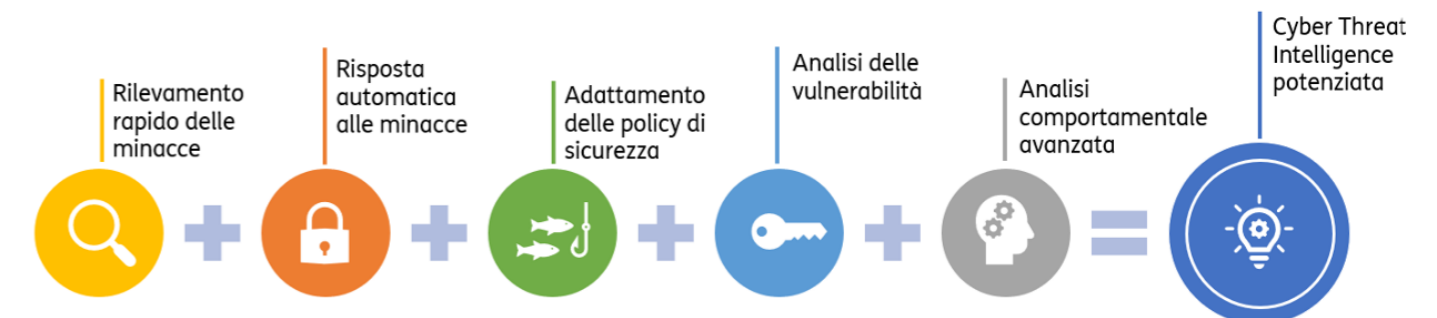 Rilevamento
rapido delle
minacce
Risposta
automatica
alle minacce
Adattamento
delle policy di
sicurezza
Analisi delle
vulnerabilità
Analisi
comportamentale
avanzata
Cyber Threat
Intelligence
potenziata